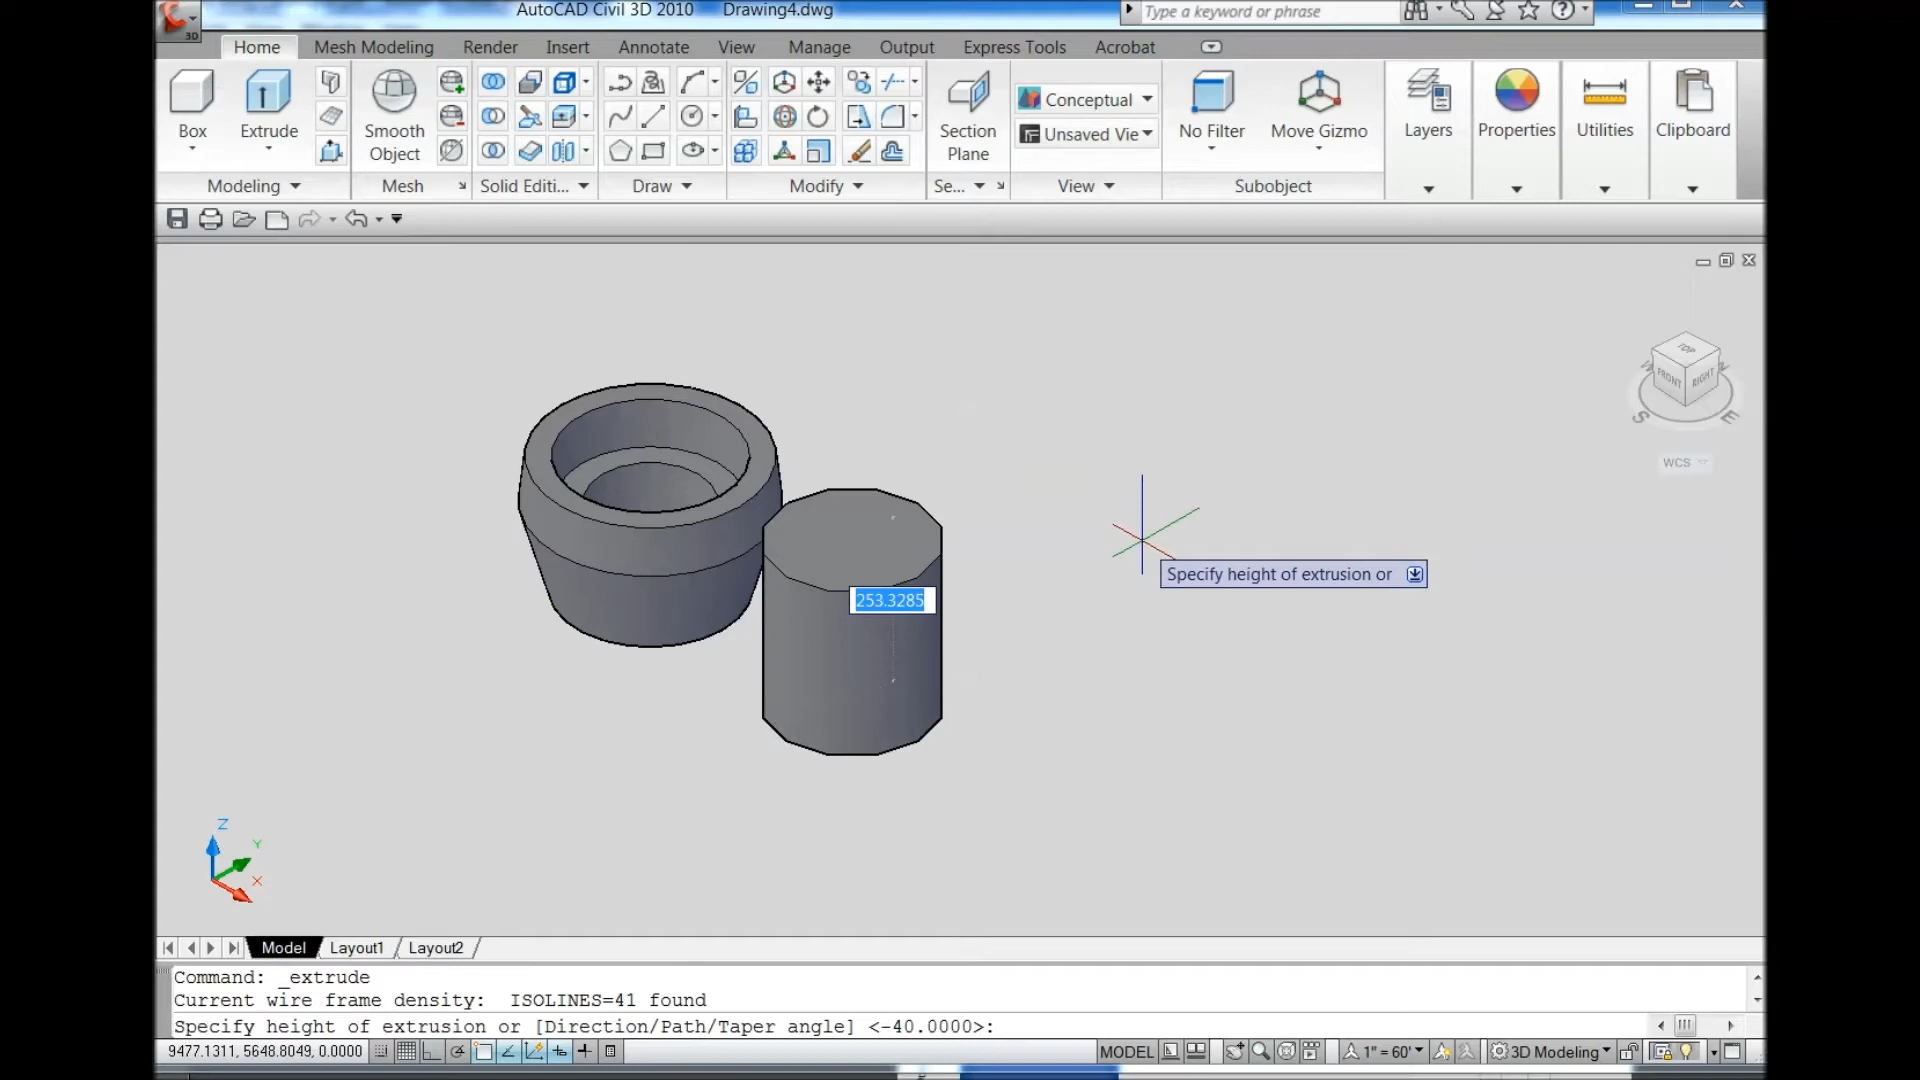 AutoCAD Civil 3D 2010 Drawing4.dwg
Type a keyword or phrase
3D
Home Mesh Modeling Render Insert Annotate View Manage Output Express Tools Acrobat
Box Extrude Smooth Object Section Plane Conceptual Unsaved Vie No Filter Move Gizmo Layers Properties Utilities Clipboard
Modeling Mesh Solid Editi... Draw Modify Se... View Subobject
TOP
FRONT RIGHT
S E
WCS
Specify height of extrusion or
253.3285
Z
Y
X
Model Layout1 Layout2
Command: _extrude
Current wire frame density: ISOLINES=41 found
Specify height of extrusion or [Direction/Path/Taper angle] <-40.0000>:
9477.1311, 5648.8049, 0.0000 MODEL 1" = 60' 3D Modeling